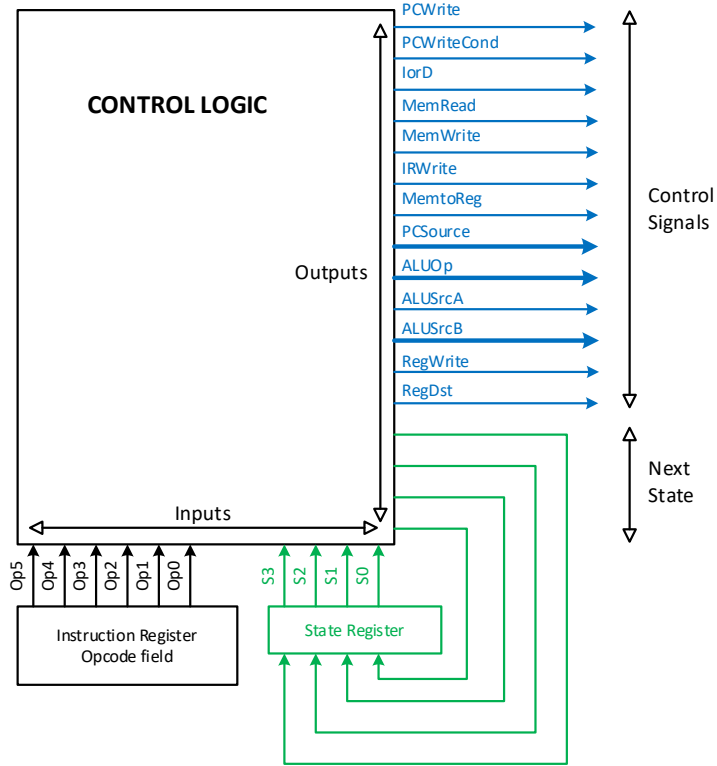 PCWrite
PCWriteCond
IorD
CONTROL LOGIC
MemRead
MemWrite
IRWrite
MemtoReg
Control
Signals
PCSource
Outputs
ALUOp
ALUSrcA
ALUSrcB
RegWrite
RegDst
Next
State
Inputs
Op5
Op4
Op3
Op2
Op1
Op0
S3
S2
S1
S0
Instruction Register
Opcode field
State Register